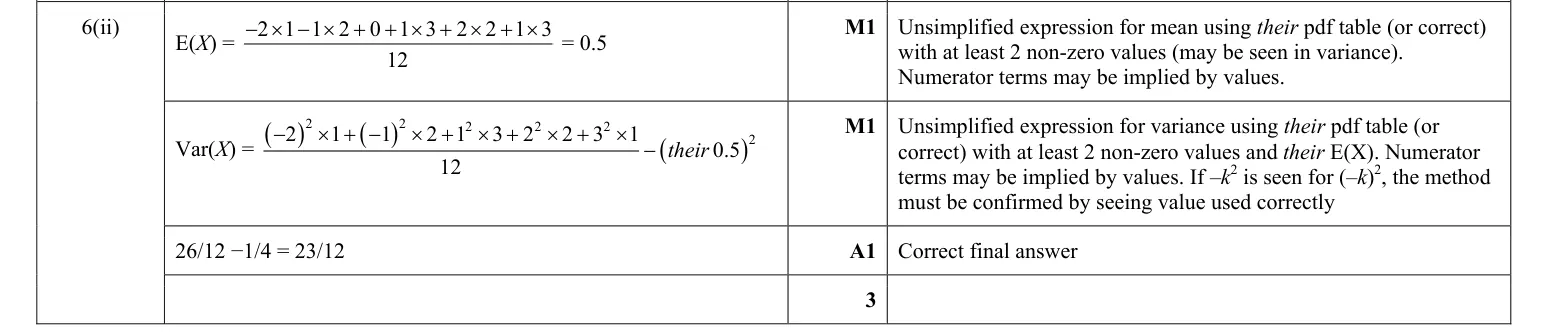 6(ii)
E(X) = (−2×1−1×2+0+1×3+2×2+1×3)/12 = 0.5
M1
Unsimplified expression for mean using their pdf table (or correct)
with at least 2 non-zero values (may be seen in variance).
Numerator terms may be implied by values.
Var(X) = ((−2)²×1+(−1)²×2+1²×3+2²×2+3²×1)/12 – (their 0.5)²
M1
Unsimplified expression for variance using their pdf table (or
correct) with at least 2 non-zero values and their E(X). Numerator
terms may be implied by values. If –k² is seen for (–k)², the method
must be confirmed by seeing value used correctly
26/12 −1/4 = 23/12
A1
Correct final answer
3